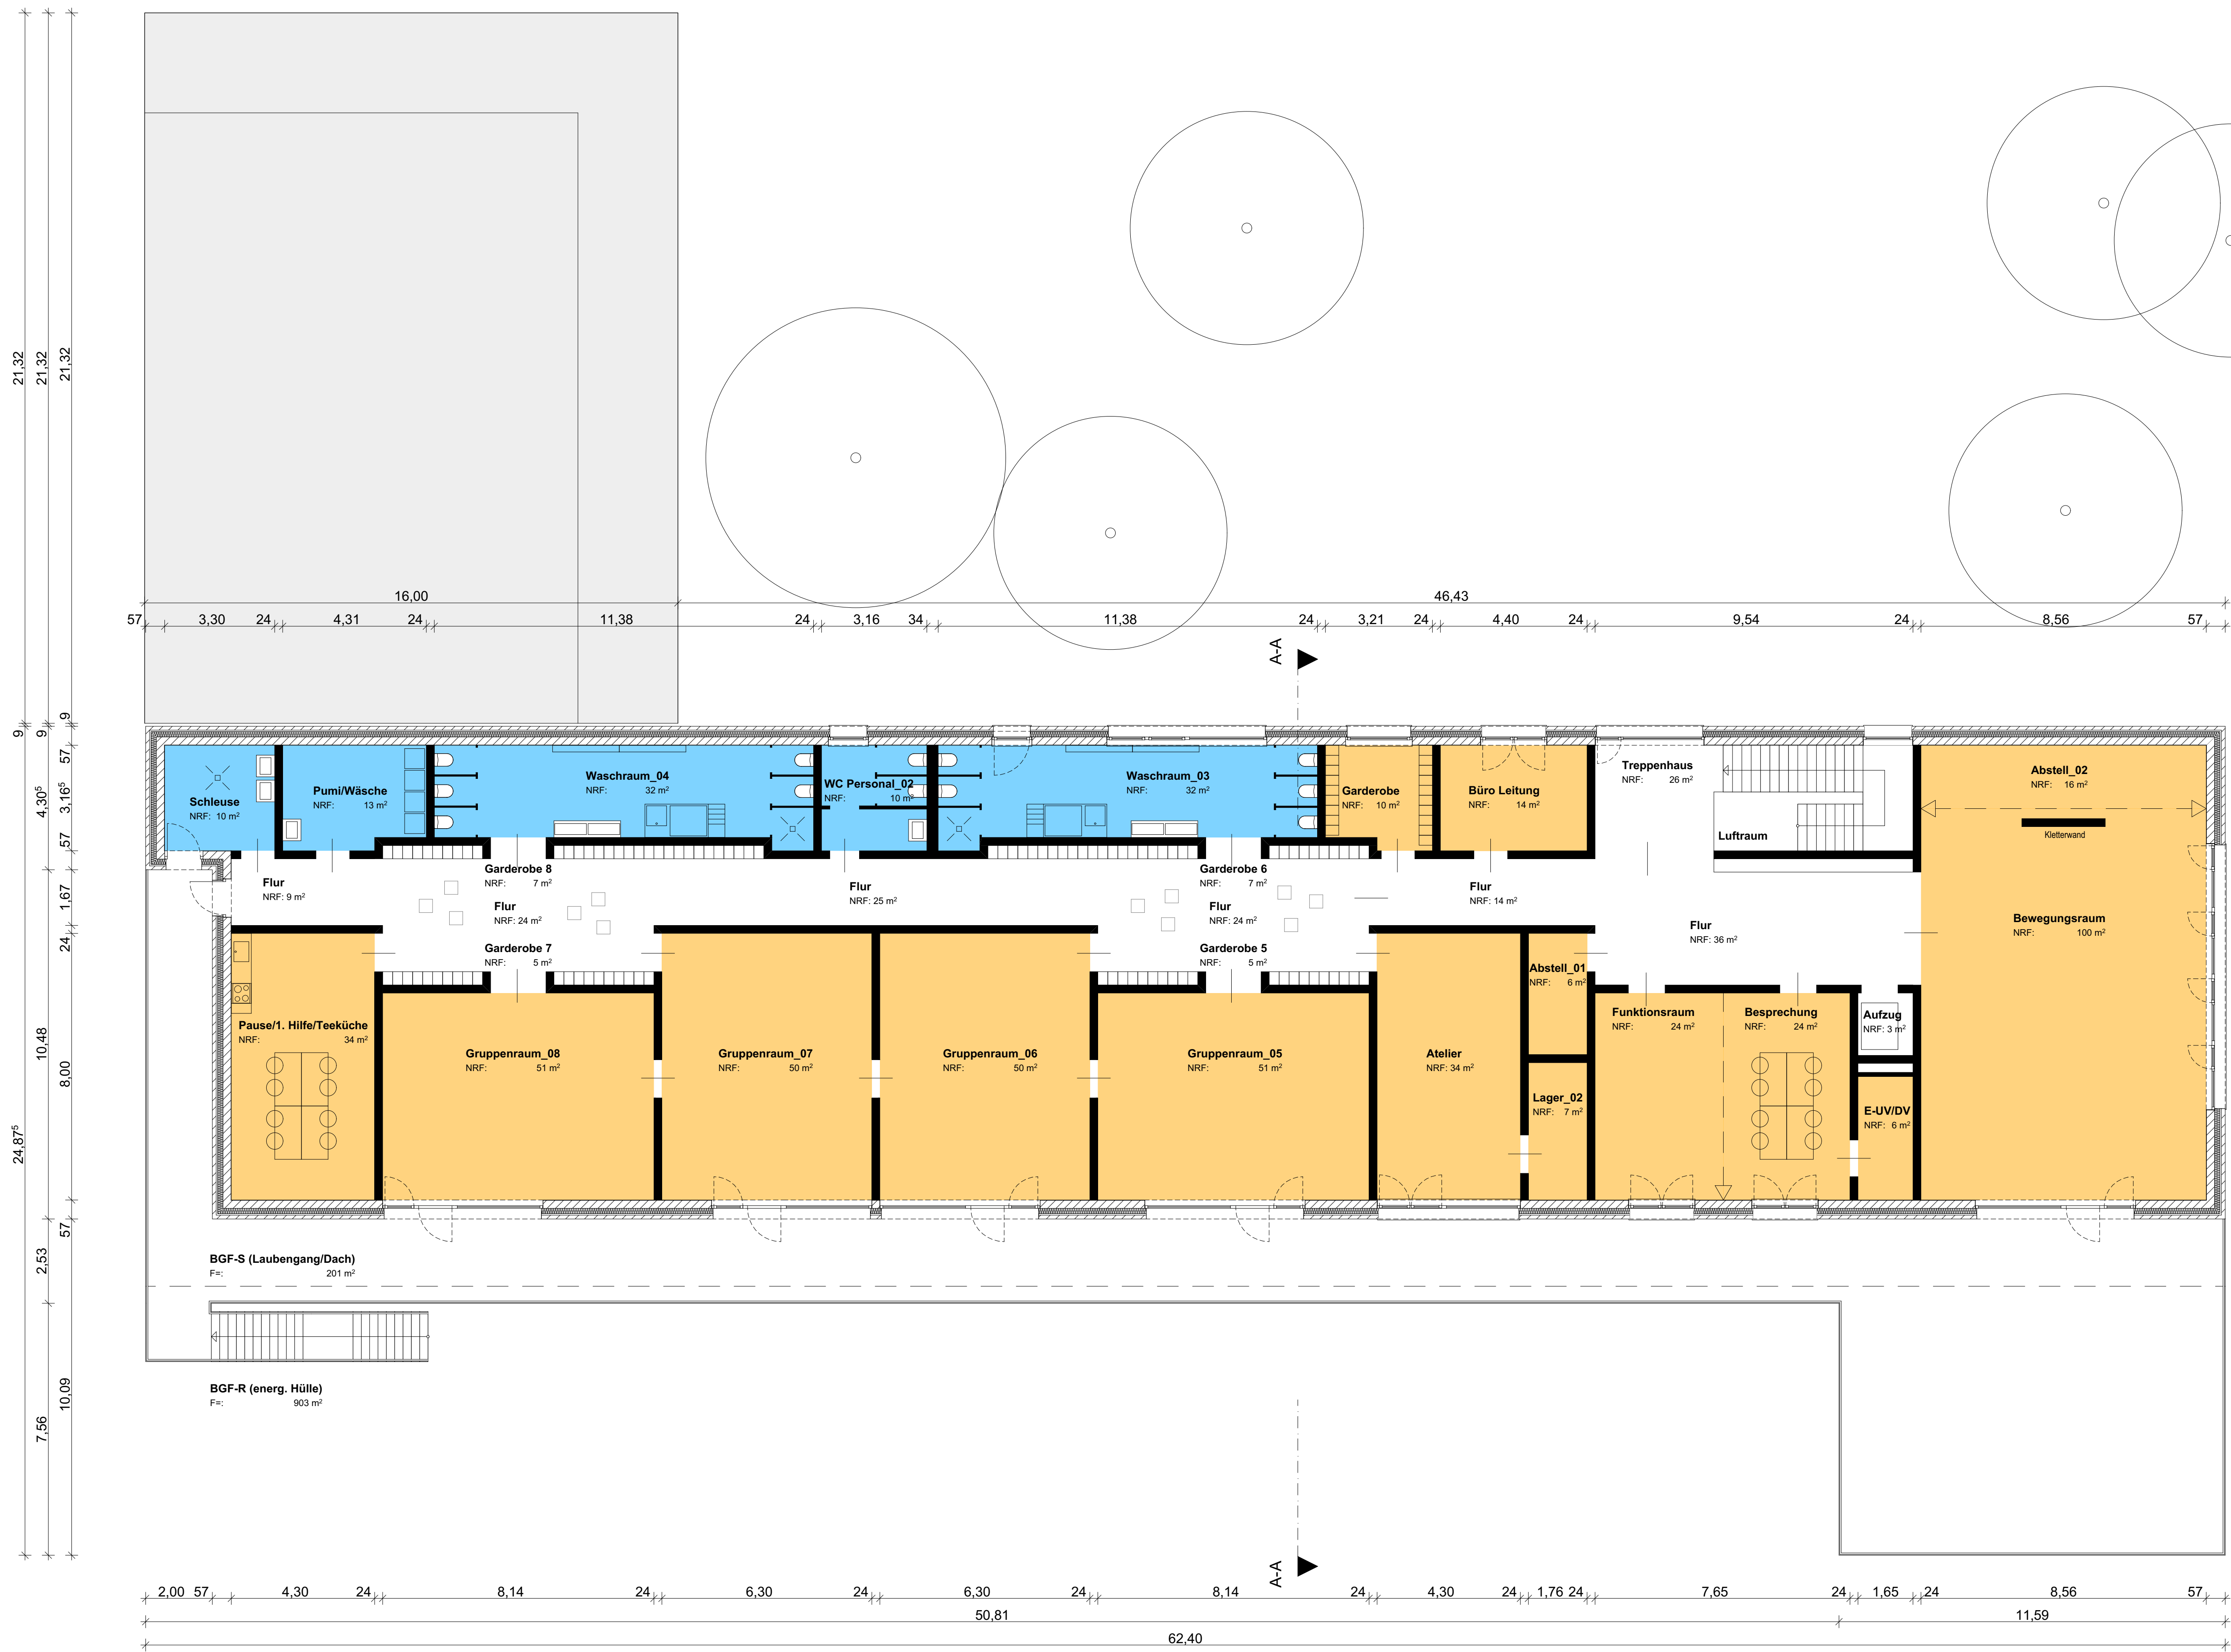 21,32
21,32
21,32
16,00
46,43
57 3,30 24 4,31 24 11,38 24 3,16 34 11,38 24 3,21 24 4,40 24 9,54 24 8,56 57
A-A
9 9 9
57
4,30⁵ 3,16⁵
57
Schleuse
NRF: 10 m²
Pumi/Wäsche
NRF: 13 m²
Waschraum_04
NRF: 32 m²
WC Personal_02
NRF: 10 m²
Waschraum_03
NRF: 32 m²
Garderobe
NRF: 10 m²
Büro Leitung
NRF: 14 m²
Treppenhaus
NRF: 26 m²
Luftraum
Abstell_02
NRF: 16 m²
Kletterwand
Flur
NRF: 9 m²
Garderobe 8
NRF: 7 m²
Flur
NRF: 24 m²
Garderobe 7
NRF: 5 m²
Flur
NRF: 25 m²
Garderobe 6
NRF: 7 m²
Flur
NRF: 24 m²
Garderobe 5
NRF: 5 m²
Flur
NRF: 14 m²
Flur
NRF: 36 m²
Bewegungsraum
NRF: 100 m²
1,67
24
10,48
8,00
24,87⁵
57
2,53
10,09
7,56
Pause/1. Hilfe/Teeküche
NRF: 34 m²
Gruppenraum_08
NRF: 51 m²
Gruppenraum_07
NRF: 50 m²
Gruppenraum_06
NRF: 50 m²
Gruppenraum_05
NRF: 51 m²
Atelier
NRF: 34 m²
Abstell_01
NRF: 6 m²
Lager_02
NRF: 7 m²
Funktionsraum
NRF: 24 m²
Besprechung
NRF: 24 m²
Aufzug
NRF: 3 m²
E-UV/DV
NRF: 6 m²
BGF-S (Laubengang/Dach)
F=: 201 m²
BGF-R (energ. Hülle)
F=: 903 m²
A-A
2,00 57 4,30 24 8,14 24 6,30 24 6,30 24 8,14 24 4,30 24 1,76 24 7,65 24 1,65 24 8,56 57
50,81 11,59
62,40